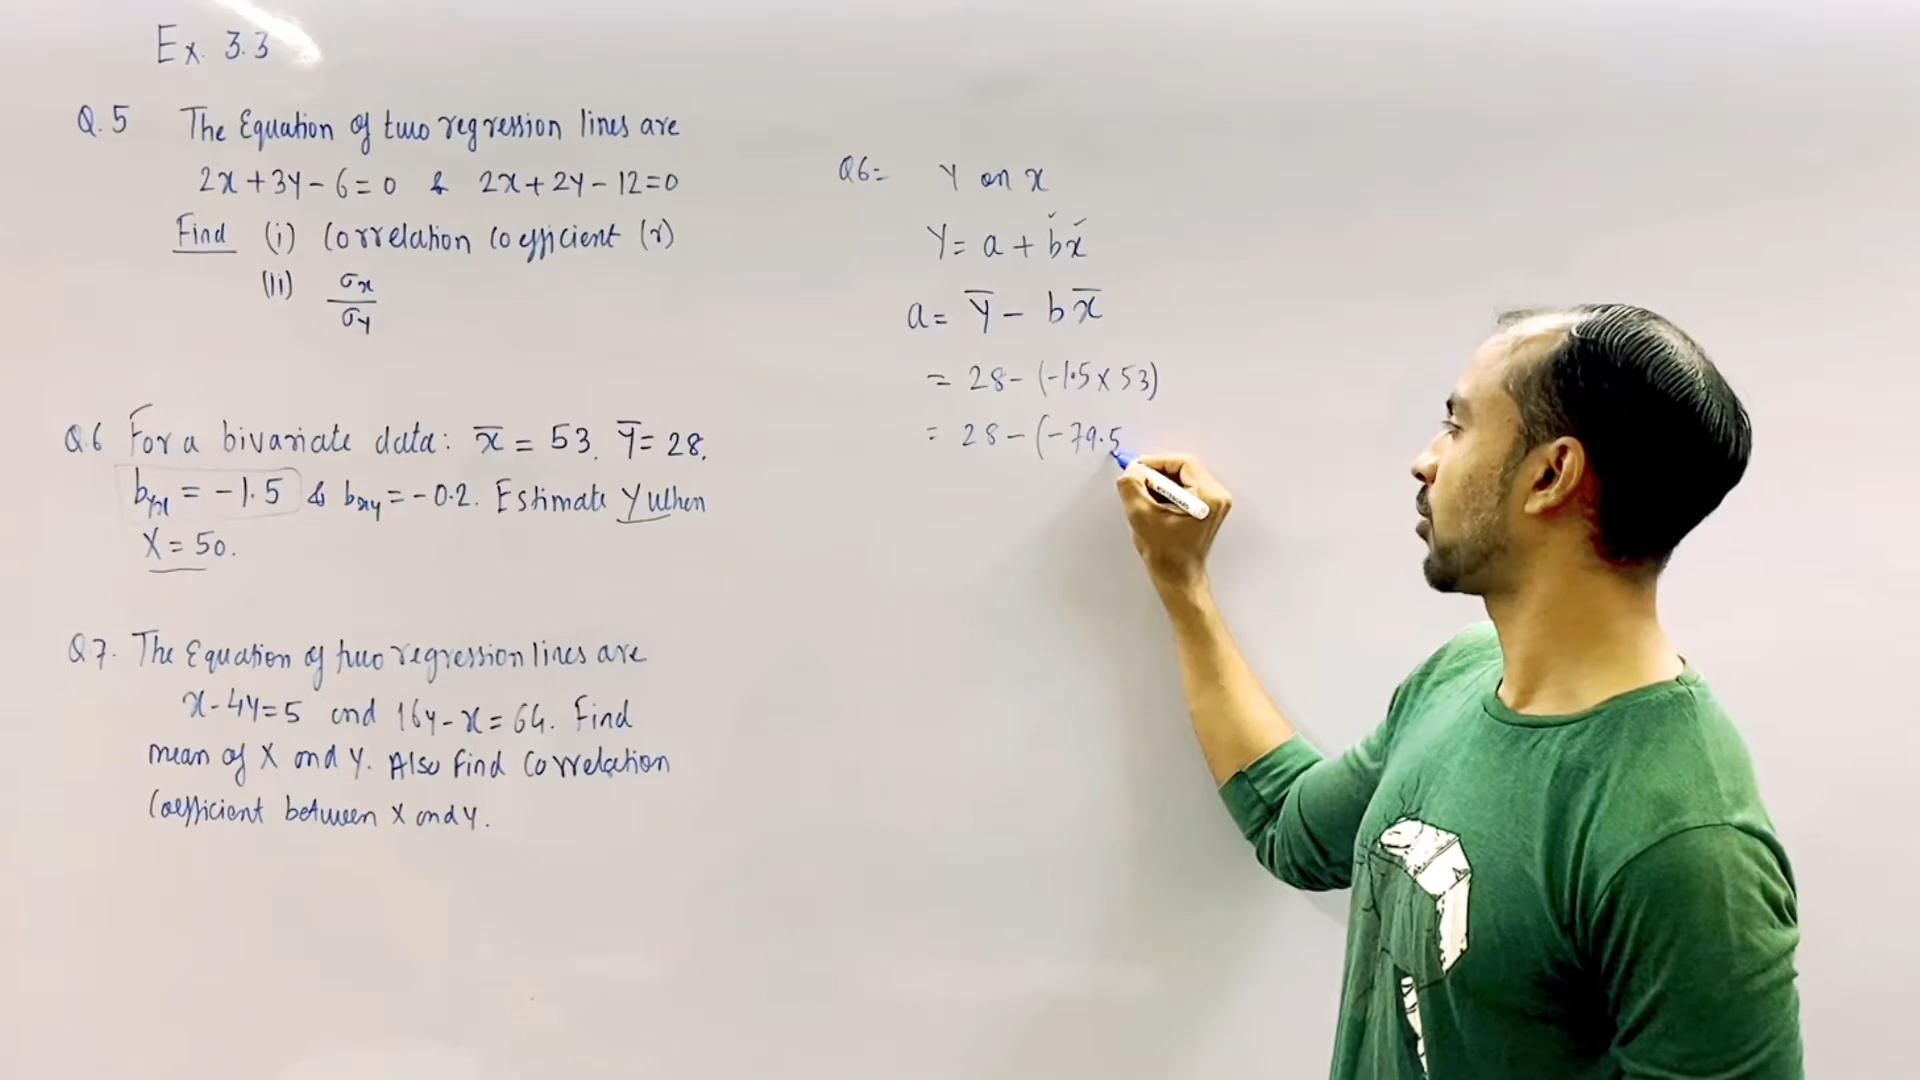 Ex. 3.3
Q.5 The Equation of two regression lines are
2x+3y-6=0 & 2x+2y-12=0
Find (i) Correlation Coefficient (r)
(ii) σx/σy
Q.6 For a bivariate data: x̅ = 53. Y̅= 28.
byx = -1.5 & bxy = -0.2. Estimate Y when
X = 50.
Q7. The Equation of two regression lines are
x-4y=5 and 16y-x=64. Find
mean of X and Y. Also find Correlation
Coefficient between X and Y.
Q6= Y on x
Y= a + bx
a= Y̅ - bx̅
= 28-(-1.5×53)
= 28-(-79.5